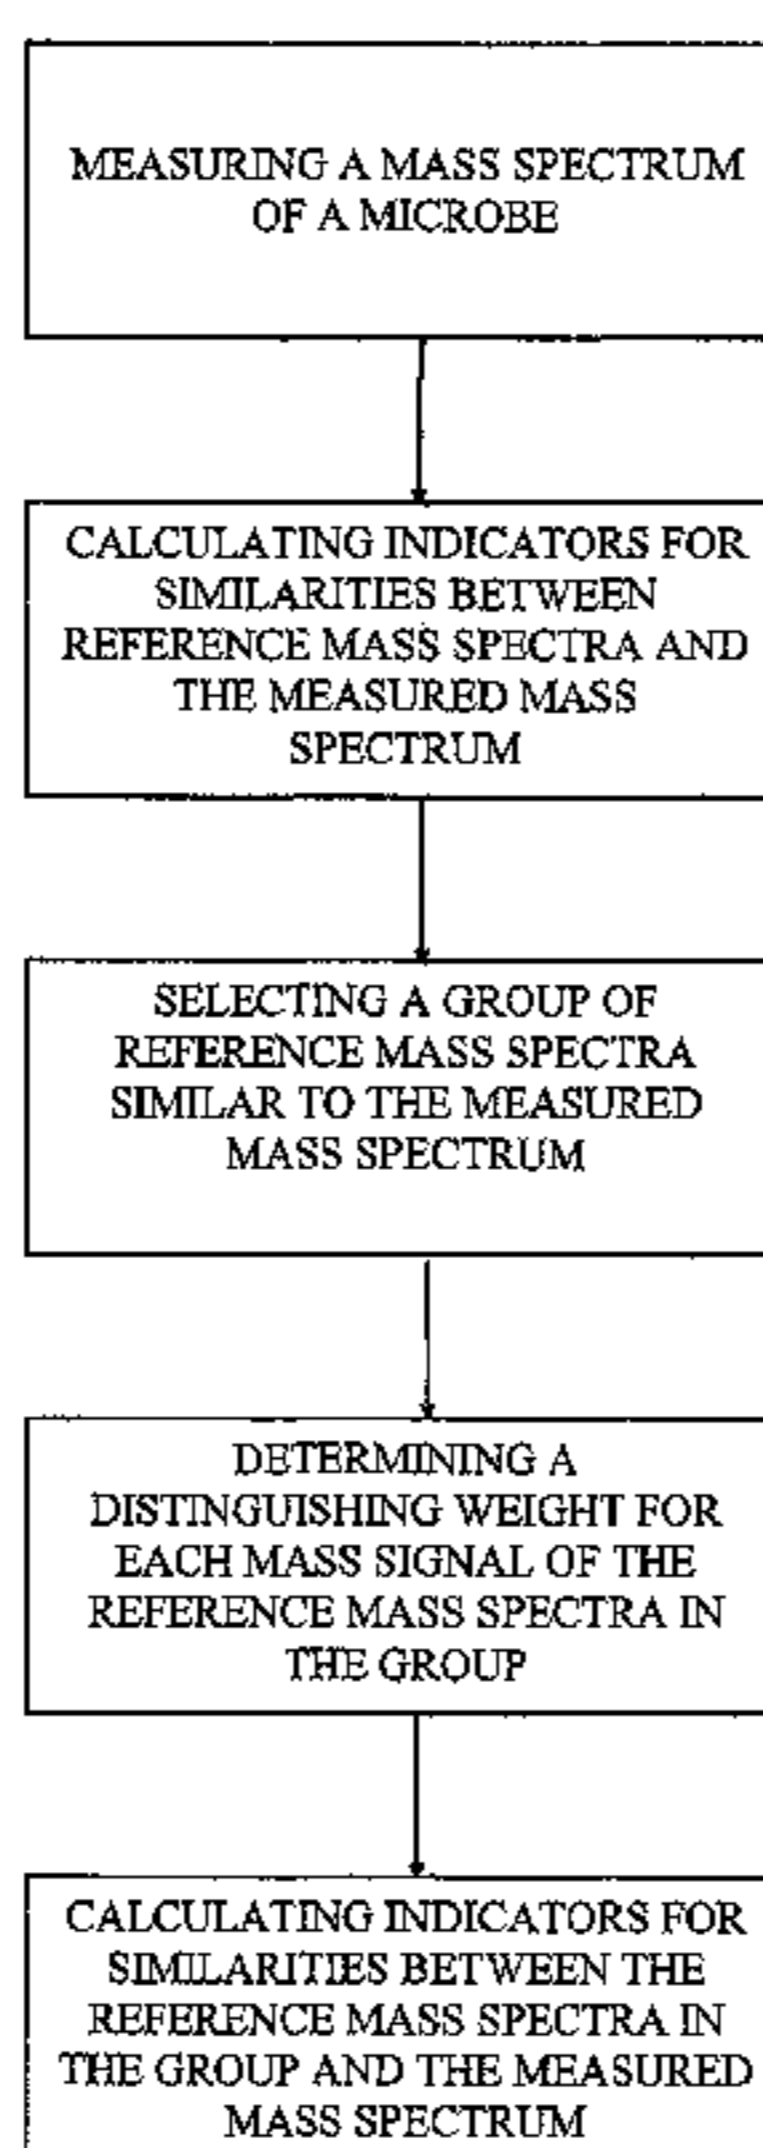 MEASURING A MASS SPECTRUM
OF A MICROBE
CALCULATING INDICATORS FOR
SIMILARITIES BETWEEN
REFERENCE MASS SPECTRA AND
THE MEASURED MASS
SPECTRUM
SELECTING A GROUP OF
REFERENCE MASS SPECTRA
SIMILAR TO THE MEASURED
MASS SPECTRUM
DETERMINING A
DISTINGUISHING WEIGHT FOR
EACH MASS SIGNAL OF THE
REFERENCE MASS SPECTRA IN
THE GROUP
CALCULATING INDICATORS FOR
SIMILARITIES BETWEEN THE
REFERENCE MASS SPECTRA IN
THE GROUP AND THE MEASURED
MASS SPECTRUM